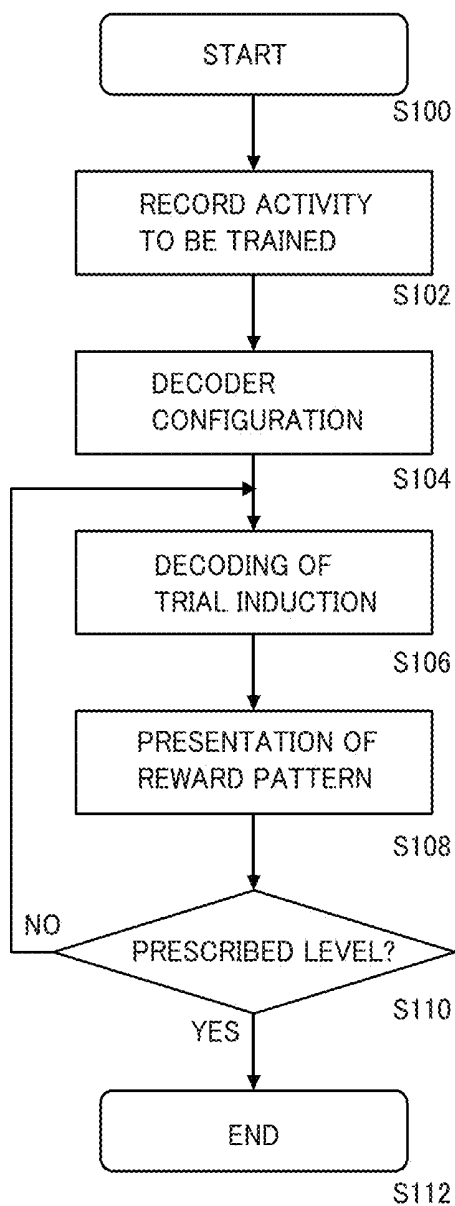 START
S100
RECORD ACTIVITY
TO BE TRAINED
S102
DECODER
CONFIGURATION
S104
DECODING OF
TRIAL INDUCTION
S106
PRESENTATION OF
REWARD PATTERN
S108
NO
PRESCRIBED LEVEL?
S110
YES
END
S112